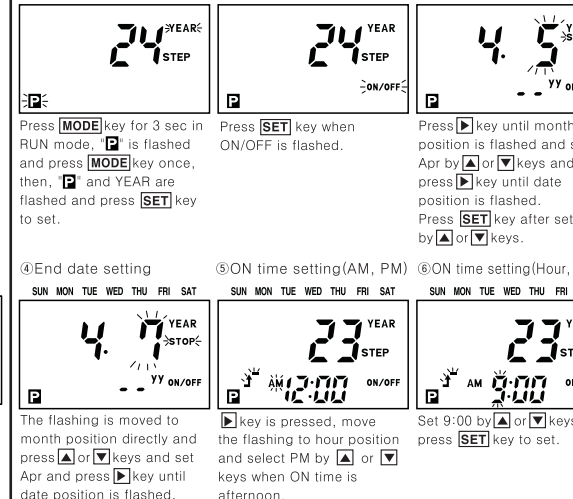 24 YEAR
STEP
P
Press MODE key for 3 sec in
RUN mode, "P" is flashed
and press MODE key once,
then, "P" and YEAR are
flashed and press SET key
to set.
24 YEAR
STEP
ON/OFF
P
Press SET key when
ON/OFF is flashed.
4. 5 Y
S
-- YY O
P
Press ▶ key until month
position is flashed and s
Apr by ▲ or ▼ keys and
press ▶ key until date
position is flashed.
Press SET key after set
by ▲ or ▼ keys.
④End date setting
SUN MON TUE WED THU FRI SAT
4. 7 YEAR
STOP
-- YY ON/OFF
P
The flashing is moved to
month position directly and
press ▲ or ▼ keys and set
Apr and press ▶ key until
date position is flashed.
⑤ON time setting(AM, PM)
SUN MON TUE WED THU FRI SAT
23 YEAR
STEP
P AM 12:00 ON/OFF
▶ key is pressed, move
the flashing to hour position
and select PM by ▲ or ▼
keys when ON time is
afternoon.
⑥ON time setting(Hour,
SUN MON TUE WED THU FRI
23 Y
ST
P AM 9:00 O
Set 9:00 by ▲ or ▼ keys
press SET key to set.